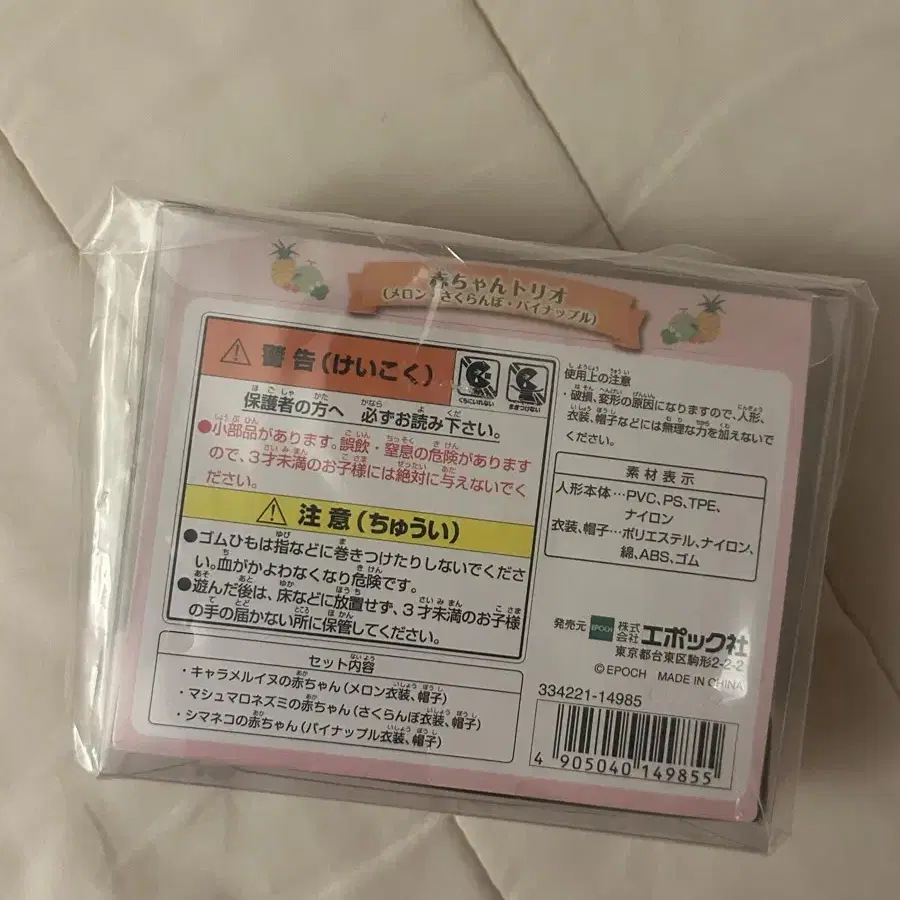 赤ちゃんトリオ
(メロン・さくらんぼ・パイナップル)
警告(けいこく)
くちにいれない
まきつけない
保護者の方へ 必ずお読み下さい。
●小部品があります。誤飲・窒息の危険があります
ので、3才未満のお子様には絶対に与えないでく
ださい。
注意(ちゅうい)
●ゴムひもは指などに巻きつけたりしないでくださ
い。血がかよわなくなり危険です。
●遊んだ後は、床などに放置せず、3才未満のお子様
の手の届かない所に保管してください。
セット内容
・キャラメルイヌの赤ちゃん(メロン衣装、帽子)
・マシュマロネズミの赤ちゃん(さくらんぼ衣装、帽子)
・シマネコの赤ちゃん(パイナップル衣装、帽子)
使用上の注意
・破損、変形の原因になりますので、人形、
衣装、帽子などには無理な力を加えないで
ください。
素材表示
人形本体…PVC、PS、TPE、
ナイロン
衣装、帽子…ポリエステル、ナイロン、
綿、ABS、ゴム
発売元 EPOCH 株式会社 エポック社
東京都台東区駒形2-2-2
©EPOCH MADE IN CHINA
334221-14985
4 905040 149855